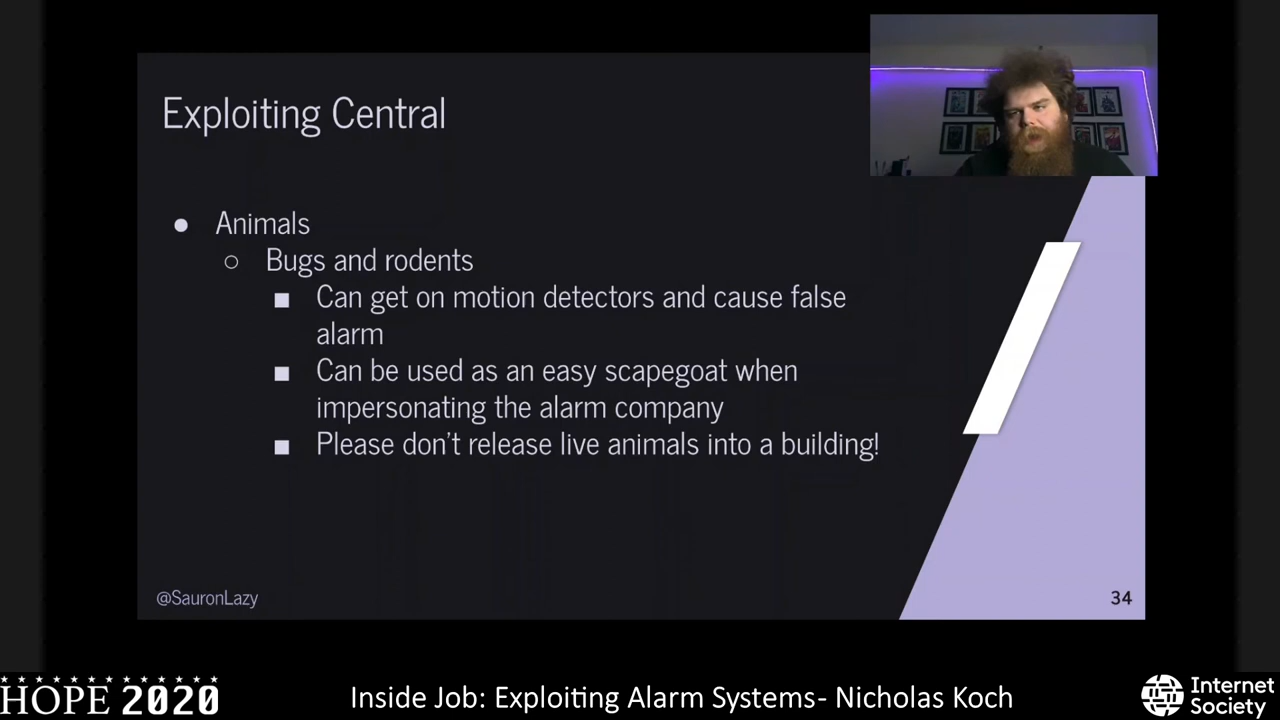 Exploiting Central
● Animals
○ Bugs and rodents
■ Can get on motion detectors and cause false
alarm
■ Can be used as an easy scapegoat when
impersonating the alarm company
■ Please don't release live animals into a building!
@SauronLazy
34
HOPE 2020
Inside Job: Exploiting Alarm Systems- Nicholas Koch
Internet
Society